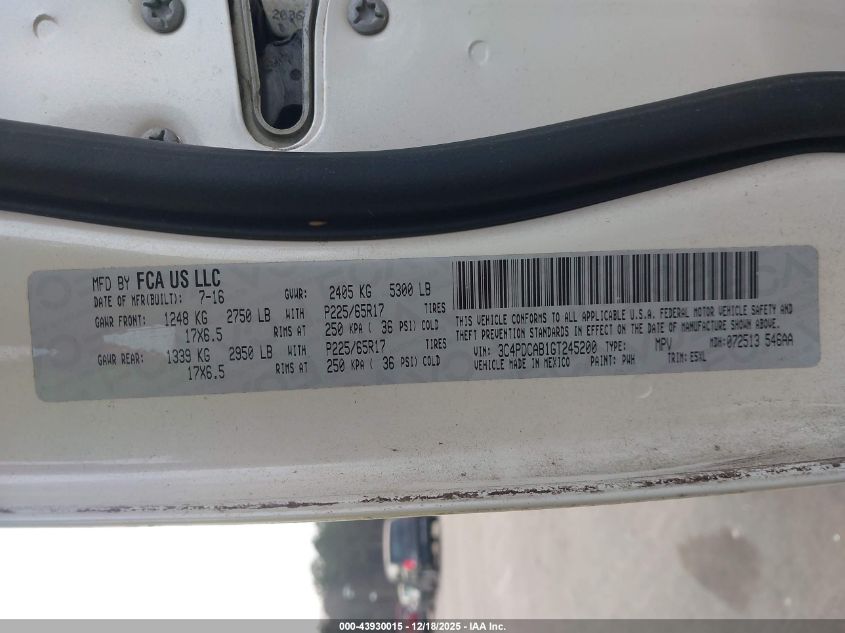 2036
MFD BY FCA US LLC
DATE OF MFR(BUILT): 7-16 GVWR: 2405 KG 5300 LB
GAWR FRONT: 1248 KG 2750 LB WITH P225/65R17 TIRES
17X6.5 RIMS AT 250 KPA ( 36 PSI) COLD
GAWR REAR: 1339 KG 2950 LB WITH P225/65R17 TIRES
17X6.5 RIMS AT 250 KPA ( 36 PSI) COLD
THIS VEHICLE CONFORMS TO ALL APPLICABLE U.S.A. FEDERAL MOTOR VEHICLE SAFETY AND
THEFT PREVENTION STANDARDS IN EFFECT ON THE DATE OF MANUFACTURE SHOWN ABOVE.
VIN: 3C4PDCAB1GT245200 TYPE: MPV MDH: 072513 546AA
VEHICLE MADE IN MEXICO PAINT: PWH TRIM: E5XL
000-43930015 - 12/18/2025 - IAA Inc.